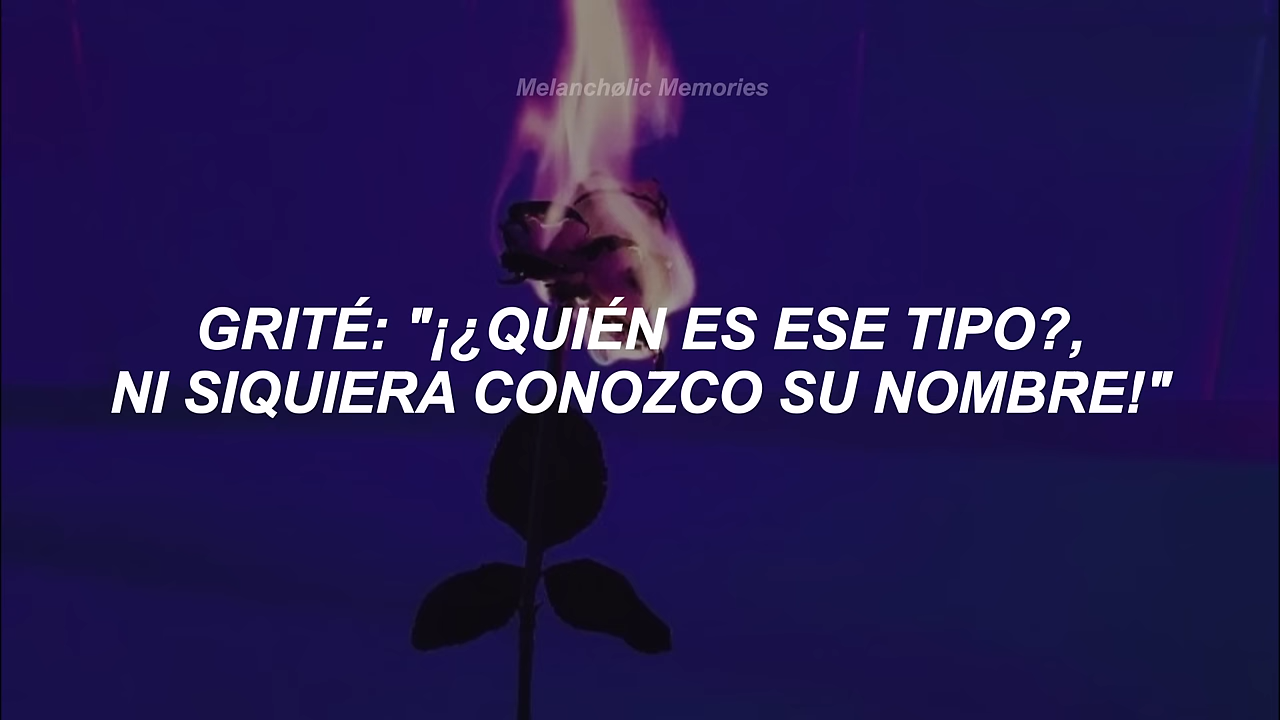 Melanchølic Memories
GRITÉ: "¡¿QUIÉN ES ESE TIPO?,
NI SIQUIERA CONOZCO SU NOMBRE!"